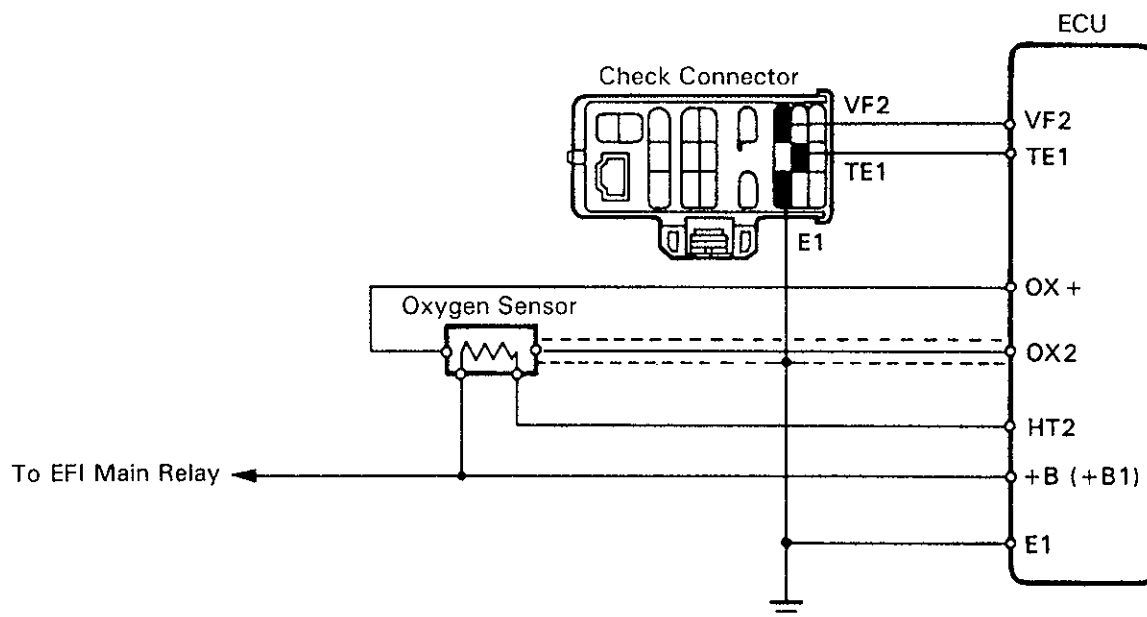 ECU
Check Connector
VF2
VF2
TE1
TE1
E1
OX +
Oxygen Sensor
OX2
HT2
To EFI Main Relay
+B (+B1)
E1